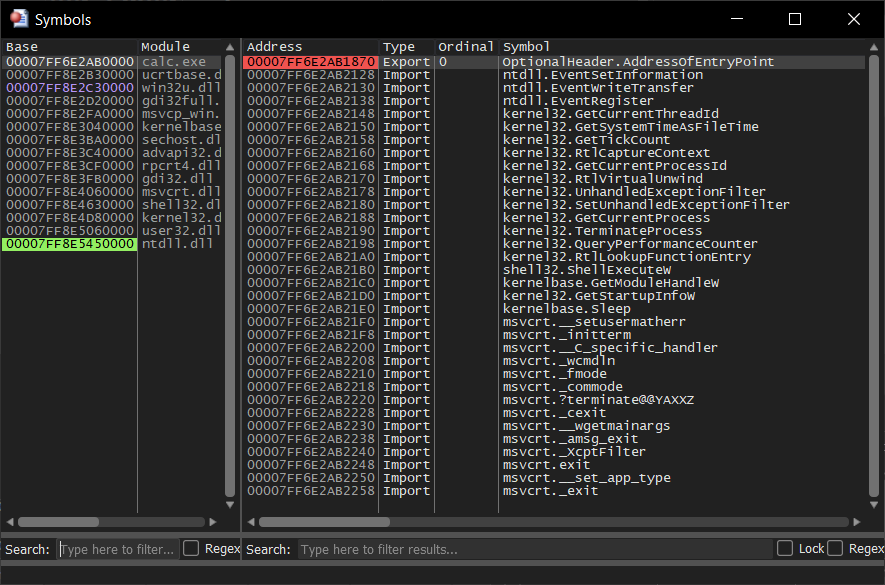 Symbols
Base Module
00007FF6E2AB0000 calc.exe
00007FF8E2B30000 ucrtbase.d
00007FF8E2C30000 win32u.dll
00007FF8E2D20000 gdi32full.
00007FF8E2FA0000 msvcp_win.
00007FF8E3040000 kernelbase
00007FF8E3BA0000 sechost.dl
00007FF8E3C40000 advapi32.d
00007FF8E3CF0000 rpcrt4.dll
00007FF8E3FB0000 gdi32.dll
00007FF8E4060000 msvcrt.dll
00007FF8E4630000 shell32.dl
00007FF8E4D80000 kernel32.d
00007FF8E5060000 user32.dll
00007FF8E5450000 ntdll.dll
Search: Type here to filter... Regex
Address Type Ordinal Symbol
00007FF6E2AB1870 Export 0 OptionalHeader.AddressOfEntryPoint
00007FF6E2AB2128 Import ntdll.EventSetInformation
00007FF6E2AB2130 Import ntdll.EventWriteTransfer
00007FF6E2AB2138 Import ntdll.EventRegister
00007FF6E2AB2148 Import kernel32.GetCurrentThreadId
00007FF6E2AB2150 Import kernel32.GetSystemTimeAsFileTime
00007FF6E2AB2158 Import kernel32.GetTickCount
00007FF6E2AB2160 Import kernel32.RtlCaptureContext
00007FF6E2AB2168 Import kernel32.GetCurrentProcessId
00007FF6E2AB2170 Import kernel32.RtlVirtualUnwind
00007FF6E2AB2178 Import kernel32.UnhandledExceptionFilter
00007FF6E2AB2180 Import kernel32.SetUnhandledExceptionFilter
00007FF6E2AB2188 Import kernel32.GetCurrentProcess
00007FF6E2AB2190 Import kernel32.TerminateProcess
00007FF6E2AB2198 Import kernel32.QueryPerformanceCounter
00007FF6E2AB21A0 Import kernel32.RtlLookupFunctionEntry
00007FF6E2AB21B0 Import shell32.ShellExecuteW
00007FF6E2AB21C0 Import kernelbase.GetModuleHandleW
00007FF6E2AB21D0 Import kernel32.GetStartupInfoW
00007FF6E2AB21E0 Import kernelbase.Sleep
00007FF6E2AB21F0 Import msvcrt.__setusermatherr
00007FF6E2AB21F8 Import msvcrt._initterm
00007FF6E2AB2200 Import msvcrt.__C_specific_handler
00007FF6E2AB2208 Import msvcrt._wcmdln
00007FF6E2AB2210 Import msvcrt._fmode
00007FF6E2AB2218 Import msvcrt._commode
00007FF6E2AB2220 Import msvcrt.?terminate@@YAXXZ
00007FF6E2AB2228 Import msvcrt._cexit
00007FF6E2AB2230 Import msvcrt.__wgetmainargs
00007FF6E2AB2238 Import msvcrt._amsg_exit
00007FF6E2AB2240 Import msvcrt._XcptFilter
00007FF6E2AB2248 Import msvcrt.exit
00007FF6E2AB2250 Import msvcrt.__set_app_type
00007FF6E2AB2258 Import msvcrt._exit
Search: Type here to filter results... Lock Regex